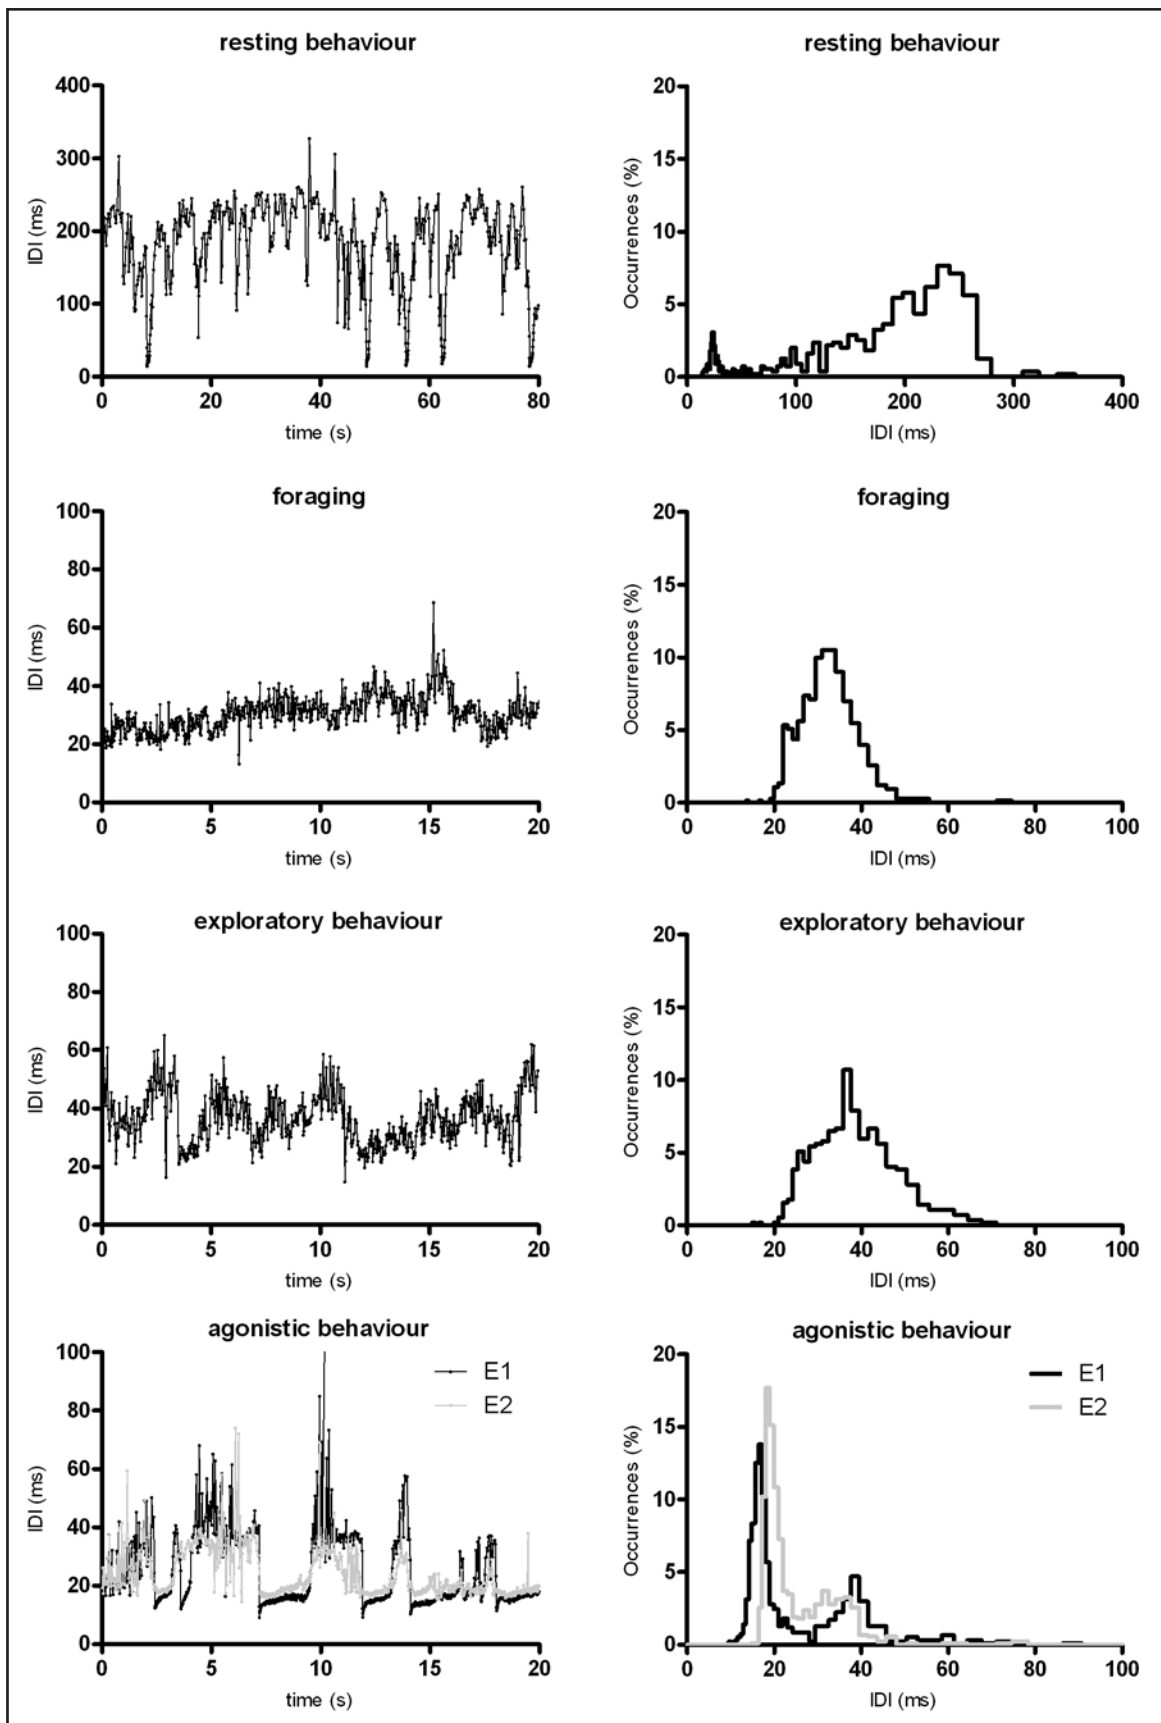 resting behaviour
400
300
200
100
0
IDI (ms)
0 20 40 60 80
time (s)
resting behaviour
20
15
10
5
0
Occurrences (%)
0 100 200 300 400
IDI (ms)
foraging
100
80
60
40
20
0
IDI (ms)
0 5 10 15 20
time (s)
foraging
20
15
10
5
0
Occurrences (%)
0 20 40 60 80 100
IDI (ms)
exploratory behaviour
100
80
60
40
20
0
IDI (ms)
0 5 10 15 20
time (s)
exploratory behaviour
20
15
10
5
0
Occurrences (%)
0 20 40 60 80 100
IDI (ms)
agonistic behaviour
E1
E2
100
80
60
40
20
0
IDI (ms)
0 5 10 15 20
time (s)
agonistic behaviour
E1
E2
20
15
10
5
0
Occurrences (%)
0 20 40 60 80 100
IDI (ms)